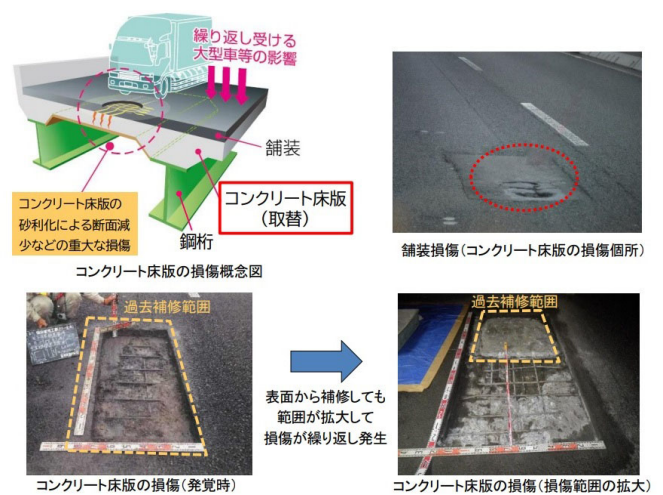 繰り返し受ける
大型車等の影響
舗装
コンクリート床版
(取替)
コンクリート床版の
砂利化による断面減
少などの重大な損傷
鋼桁
コンクリート床版の損傷概念図
舗装損傷(コンクリート床版の損傷個所)
過去補修範囲
表面から補修しても
範囲が拡大して
損傷が繰り返し発生
過去補修範囲
コンクリート床版の損傷(発覚時)
コンクリート床版の損傷(損傷範囲の拡大)